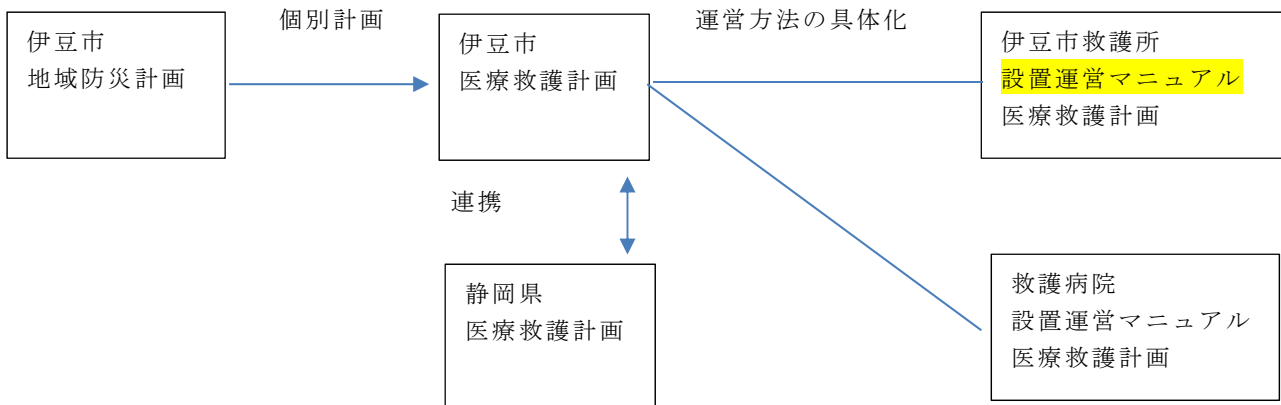 個別計画
運営方法の具体化
伊豆市
地域防災計画
伊豆市
医療救護計画
伊豆市救護所
設置運営マニュアル
医療救護計画
連携
静岡県
医療救護計画
救護病院
設置運営マニュアル
医療救護計画